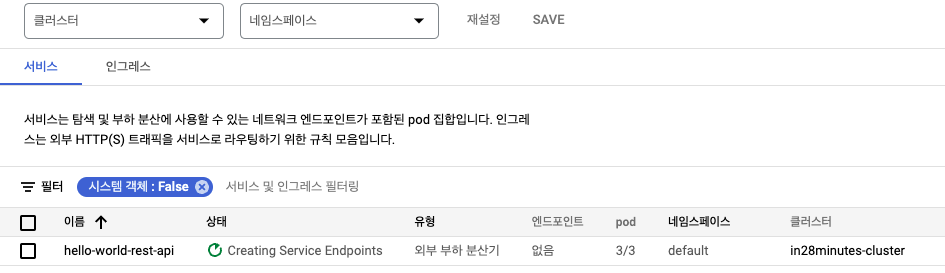 클러스터 네임스페이스 재설정 SAVE
서비스 인그레스
서비스는 탐색 및 부하 분산에 사용할 수 있는 네트워크 엔드포인트가 포함된 pod 집합입니다. 인그레
스는 외부 HTTP(S) 트래픽을 서비스로 라우팅하기 위한 규칙 모음입니다.
필터 시스템 객체 : False 서비스 및 인그레스 필터링
이름 상태 유형 엔드포인트 pod 네임스페이스 클러스터
hello-world-rest-api Creating Service Endpoints 외부 부하 분산기 없음 3/3 default in28minutes-cluster